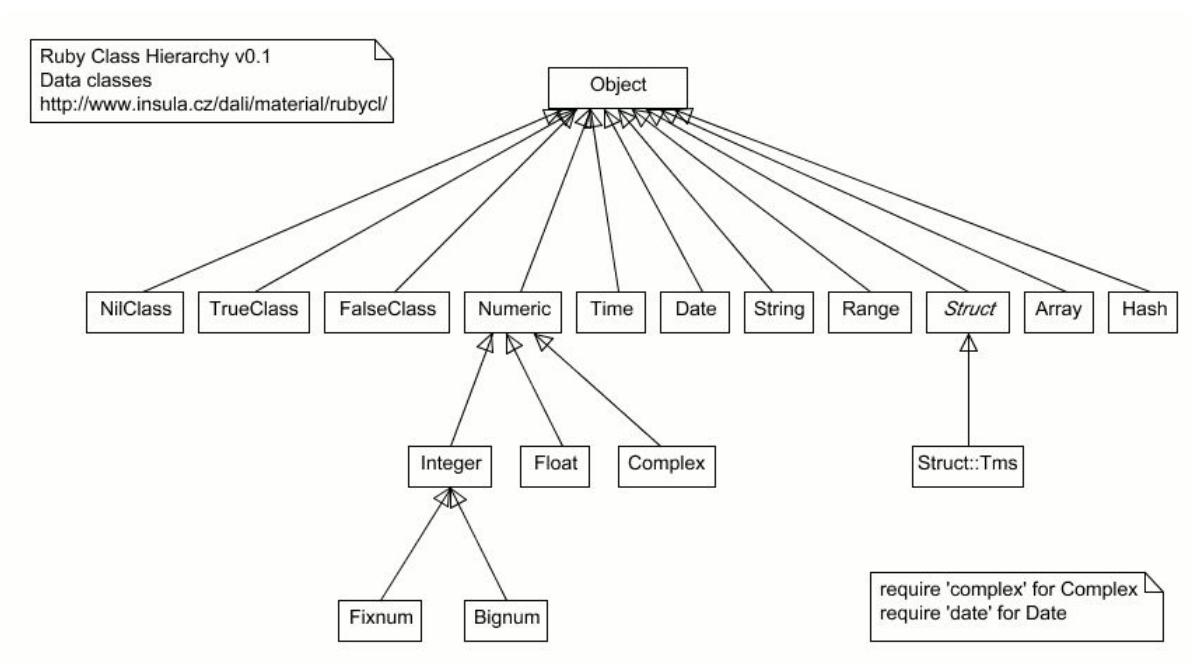 Ruby Class Hierarchy v0.1
Data classes
http://www.insula.cz/dali/material/rubycl/
Object
NilClass
TrueClass
FalseClass
Numeric
Time
Date
String
Range
Struct
Array
Hash
Integer
Float
Complex
Struct::Tms
Fixnum
Bignum
require 'complex' for Complex
require 'date' for Date